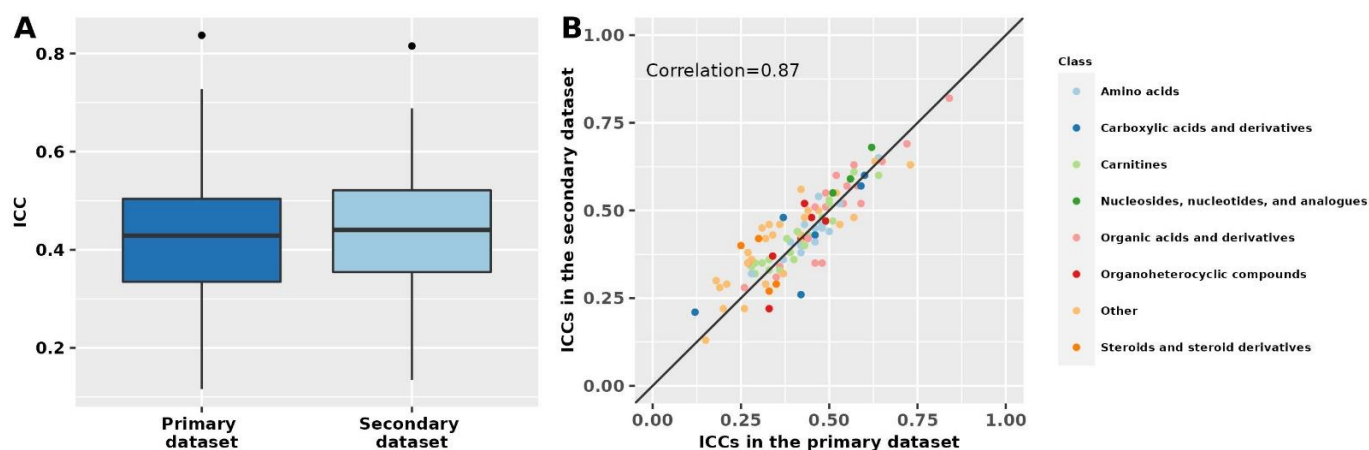 A
ICC
0.8
0.6
0.4
0.2
Primary
dataset
Secondary
dataset
B
ICCs in the secondary dataset
1.00
0.75
0.50
0.25
0.00
Correlation=0.87
0.00 0.25 0.50 0.75 1.00
ICCs in the primary dataset
Class
Amino acids
Carboxylic acids and derivatives
Carnitines
Nucleosides, nucleotides, and analogues
Organic acids and derivatives
Organoheterocyclic compounds
Other
Steroids and steroid derivatives